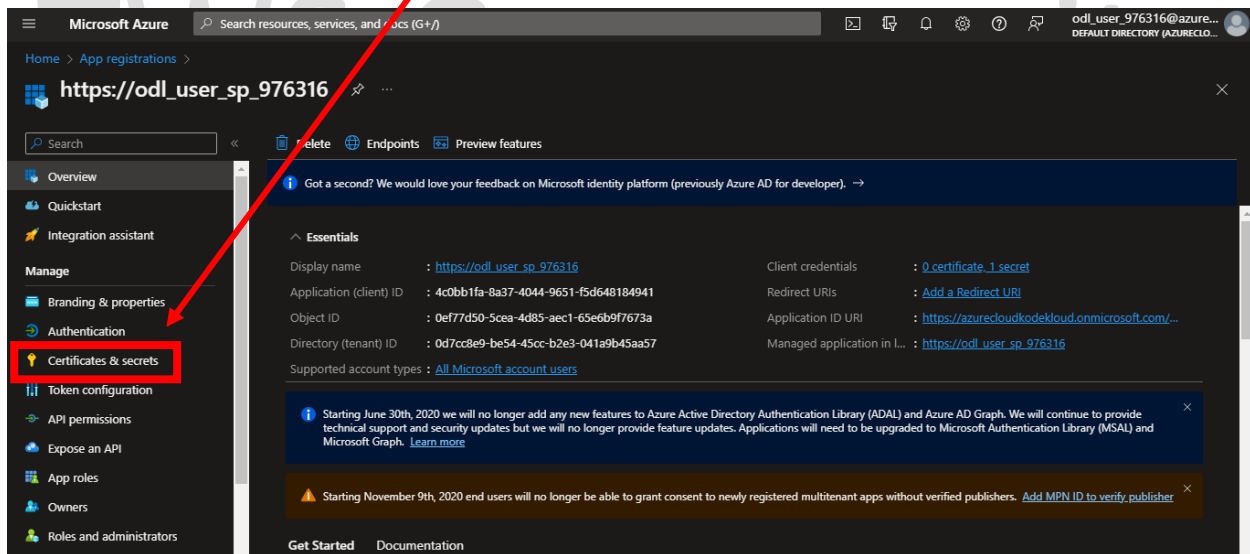 Microsoft Azure
Search resources, services, and docs (G+/)
odl_user_976316@azure...
DEFAULT DIRECTORY (AZURECLO...
Home > App registrations >
https://odl_user_sp_976316
Search
Delete Endpoints Preview features
Overview
Quickstart
Integration assistant
Manage
Branding & properties
Authentication
Certificates & secrets
Token configuration
API permissions
Expose an API
App roles
Owners
Roles and administrators
Got a second? We would love your feedback on Microsoft identity platform (previously Azure AD for developer). →
Essentials
Display name : https://odl_user_sp_976316
Application (client) ID : 4c0bb1fa-8a37-4044-9651-f5d648184941
Object ID : 0ef77d50-5cea-4d85-aec1-65e6b9f7673a
Directory (tenant) ID : 0d7cc8e9-be54-45cc-b2e3-041a9b45aa57
Supported account types : All Microsoft account users
Client credentials : 0 certificate, 1 secret
Redirect URIs : Add a Redirect URI
Application ID URI : https://azurecloudkodekloud.onmicrosoft.com/...
Managed application in l... : https://odl_user_sp_976316
Starting June 30th, 2020 we will no longer add any new features to Azure Active Directory Authentication Library (ADAL) and Azure AD Graph. We will continue to provide
technical support and security updates but we will no longer provide feature updates. Applications will need to be upgraded to Microsoft Authentication Library (MSAL) and
Microsoft Graph. Learn more
Starting November 9th, 2020 end users will no longer be able to grant consent to newly registered multitenant apps without verified publishers. Add MPN ID to verify publisher
Get Started Documentation